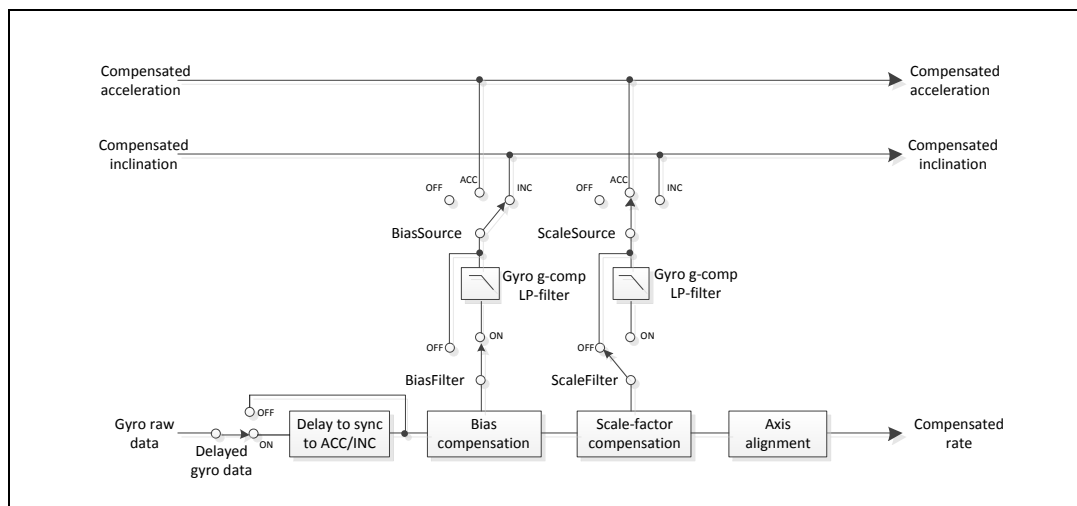 Compensated
acceleration
Compensated
acceleration
Compensated
inclination
Compensated
inclination
OFF
ACC
INC
OFF
ACC
INC
BiasSource
ScaleSource
Gyro g-comp
LP-filter
Gyro g-comp
LP-filter
OFF
ON
OFF
ON
BiasFilter
ScaleFilter
OFF
Gyro raw
data
ON
Delayed
gyro data
Delay to sync
to ACC/INC
Bias
compensation
Scale-factor
compensation
Axis
alignment
Compensated
rate